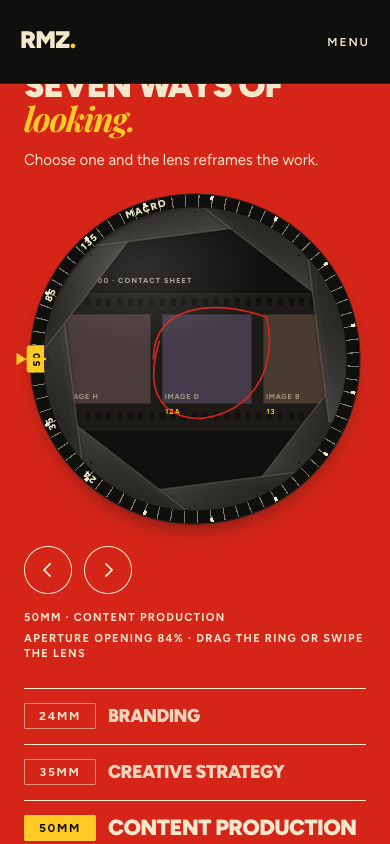 RMZ.
MENU
SEVEN WAYS OF
looking.
Choose one and the lens reframes the work.
MACRO
135
85
50
35
24
00 · CONTACT SHEET
AGE H
IMAGE D
IMAGE B
12A
13
50MM · CONTENT PRODUCTION
APERTURE OPENING 84% · DRAG THE RING OR SWIPE
THE LENS
24MM BRANDING
35MM CREATIVE STRATEGY
50MM CONTENT PRODUCTION